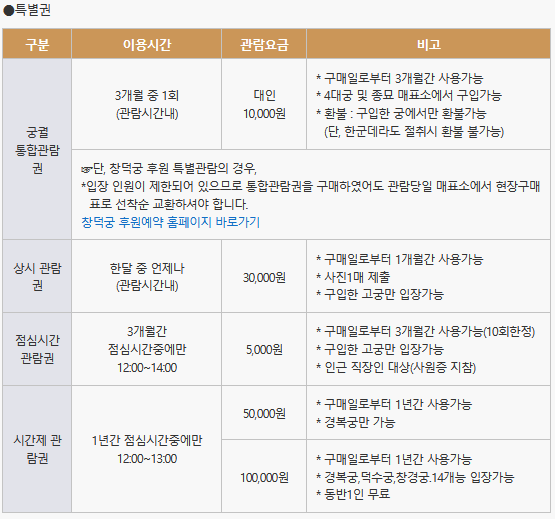 ●특별권
구분 이용시간 관람요금 비고
궁궐
통합관람
권
3개월 중 1회
(관람시간내)
대인
10,000원
* 구매일로부터 3개월간 사용가능
* 4대궁 및 종묘 매표소에서 구입가능
* 환불 : 구입한 궁에서만 환불가능
(단, 한군데라도 절취시 환불 불가능)
☞단, 창덕궁 후원 특별관람의 경우,
*입장 인원이 제한되어 있으므로 통합관람권을 구매하였어도 관람당일 매표소에서 현장구매
표로 선착순 교환하셔야 합니다.
창덕궁 후원예약 홈페이지 바로가기
상시 관람
권
한달 중 언제나
(관람시간내)
30,000원
* 구매일로부터 1개월간 사용가능
* 사진1매 제출
* 구입한 고궁만 입장가능
점심시간
관람권
3개월간
점심시간중에만
12:00~14:00
5,000원
* 구매일로부터 3개월간 사용가능(10회한정)
* 구입한 고궁만 입장가능
* 인근 직장인 대상(사원증 지참)
시간제 관
람권
1년간 점심시간중에만
12:00~13:00
50,000원
* 구매일로부터 1년간 사용가능
* 경복궁만 가능
100,000원
* 구매일로부터 1년간 사용가능
* 경복궁,덕수궁,창경궁.14개능 입장가능
* 동반1인 무료